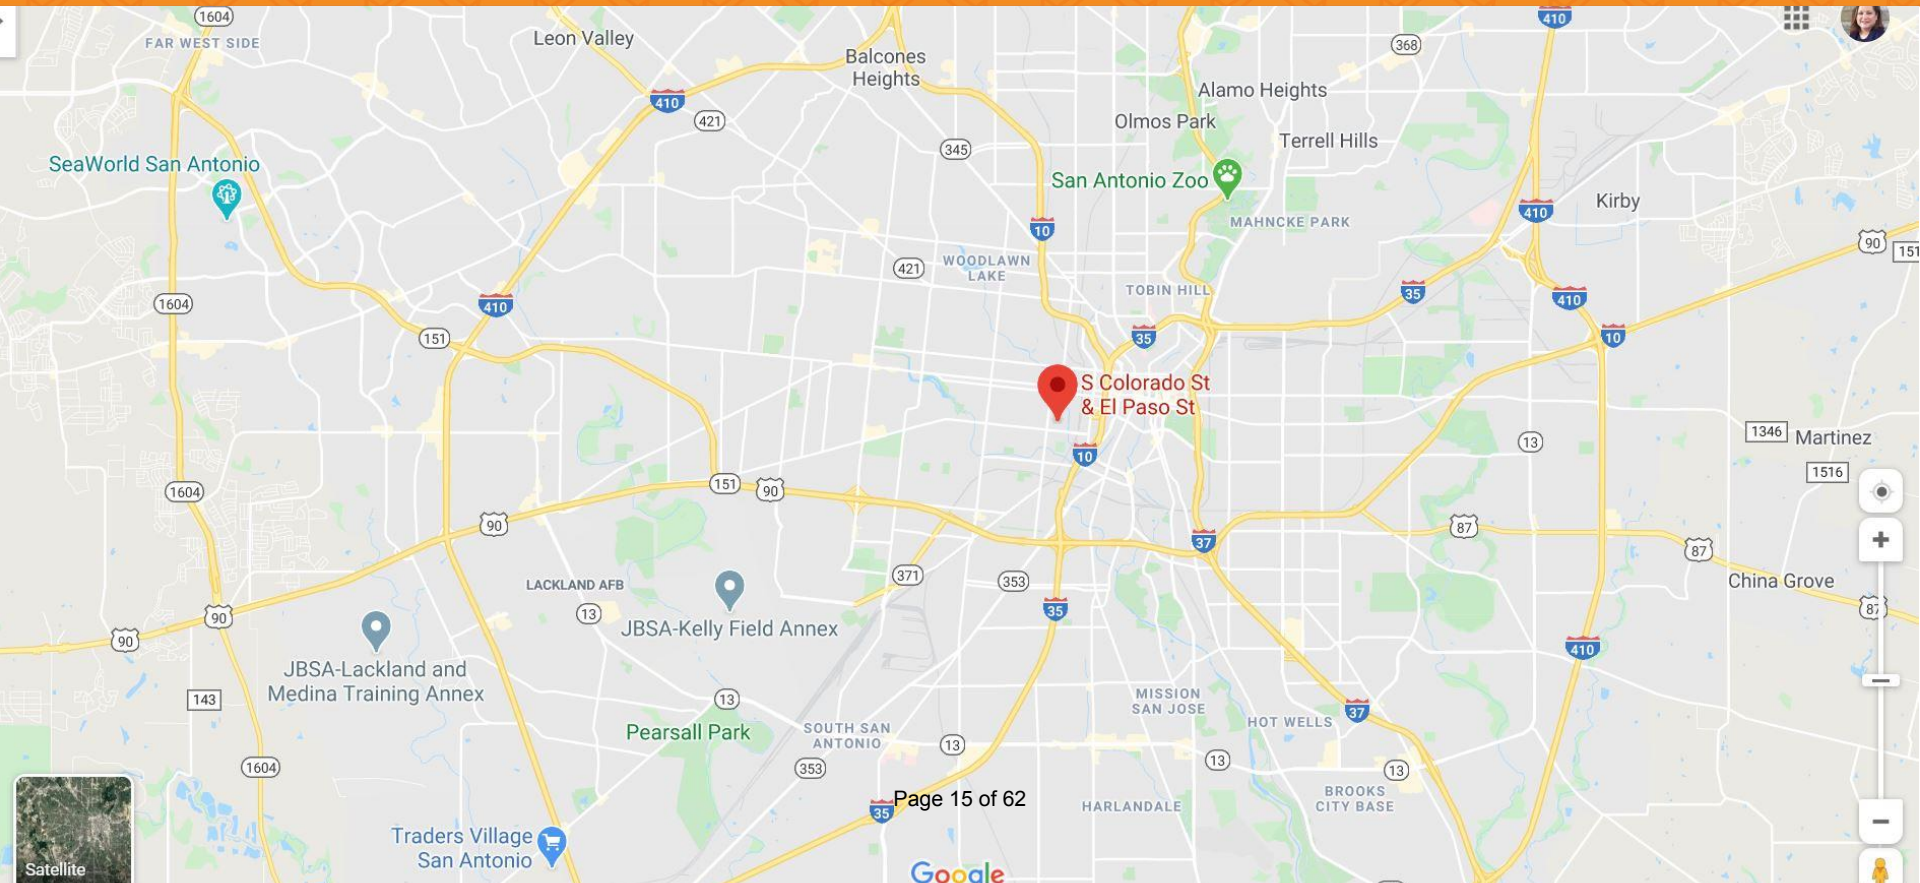 1604
FAR WEST SIDE
Leon Valley
Balcones
Heights
410
368
410
421
Alamo Heights
Olmos Park
Terrell Hills
345
SeaWorld San Antonio
San Antonio Zoo
MAHNCKE PARK
Kirby
410
10
90
151
421
WOODLAWN
LAKE
TOBIN HILL
35
410
1604
410
151
35
10
S Colorado St
& El Paso St
13
1346
Martinez
1516
10
1604
151
90
90
87
37
87
China Grove
87
LACKLAND AFB
371
353
13
JBSA-Kelly Field Annex
35
90
90
410
JBSA-Lackland and
Medina Training Annex
143
13
MISSION
SAN JOSE
37
HOT WELLS
Pearsall Park
SOUTH SAN
ANTONIO
13
353
13
13
1604
35
Page 15 of 62
HARLANDALE
BROOKS
CITY BASE
Traders Village
San Antonio
Satellite
Google